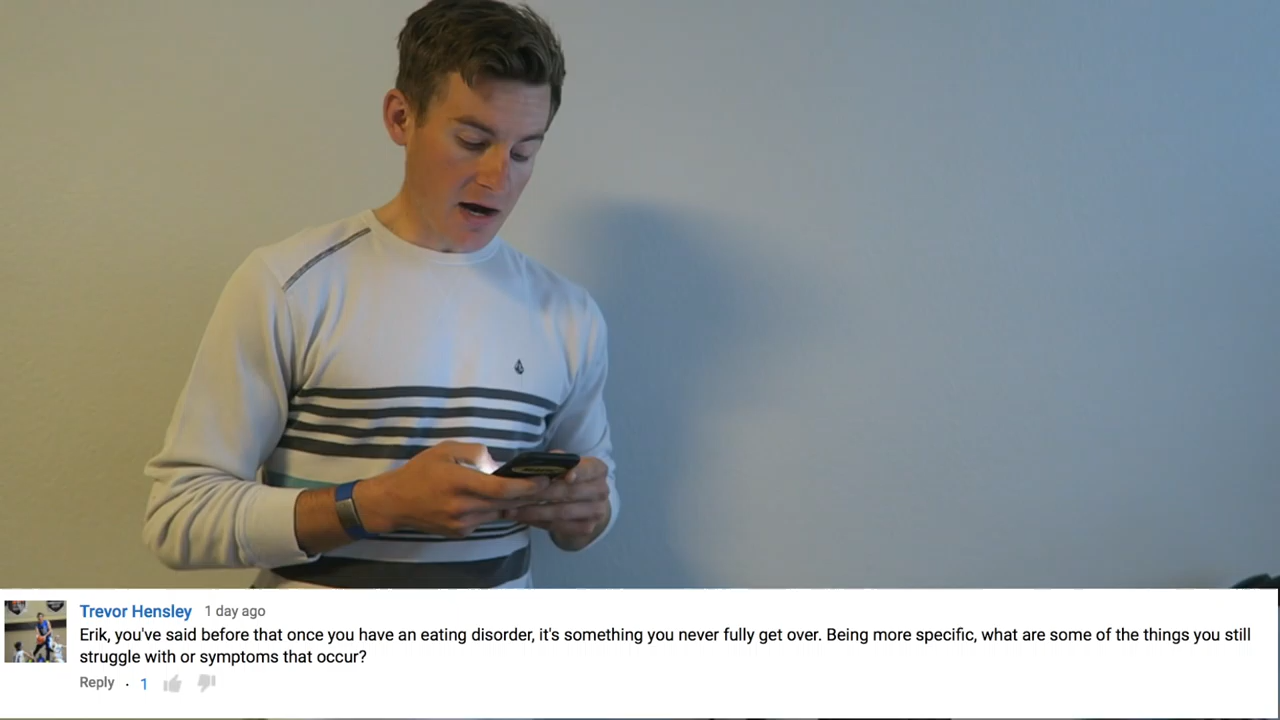 Trevor Hensley 1 day ago
Erik, you've said before that once you have an eating disorder, it's something you never fully get over. Being more specific, what are some of the things you still
struggle with or symptoms that occur?
Reply · 1